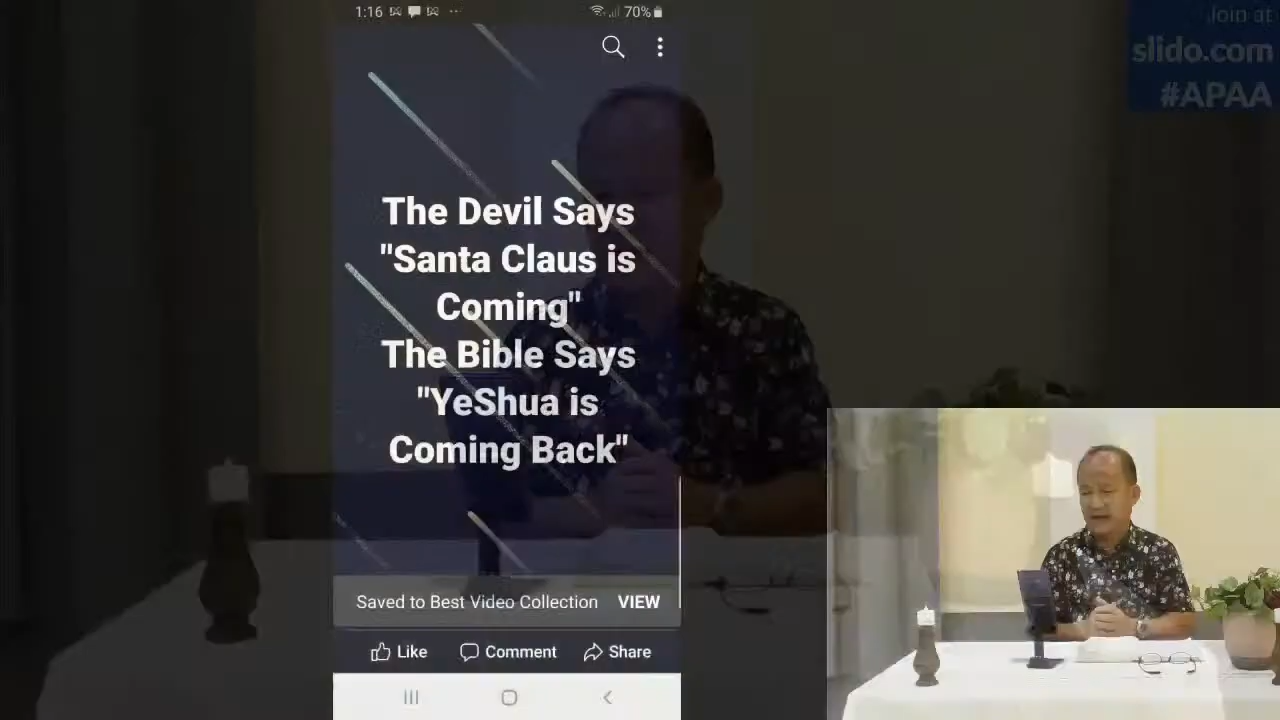 1:16
70%
Join at
slido.com
#APAA
The Devil Says
"Santa Claus is
Coming"
The Bible Says
"YeShua is
Coming Back"
Saved to Best Video Collection VIEW
Like Comment Share